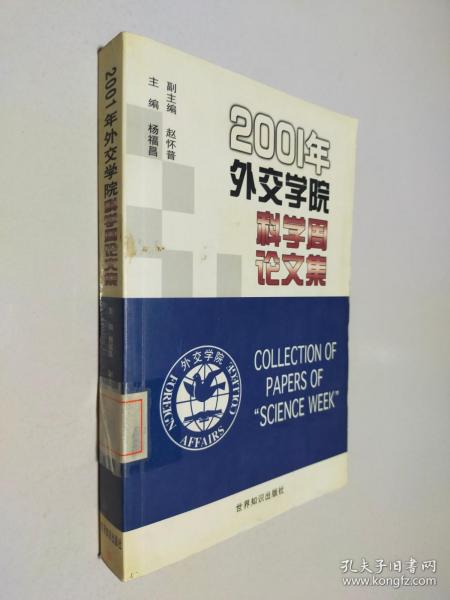 2001年外交学院科学周论文集
主编 杨福昌
副主编 赵怀普
2001年
外交学院
科学周
论文集
外交学院
FOREIGN AFFAIRS COLLEGE
COLLECTION OF
PAPERS OF
“SCIENCE WEEK”
世界知识出版社
孔夫子旧书网
www.kongfz.com